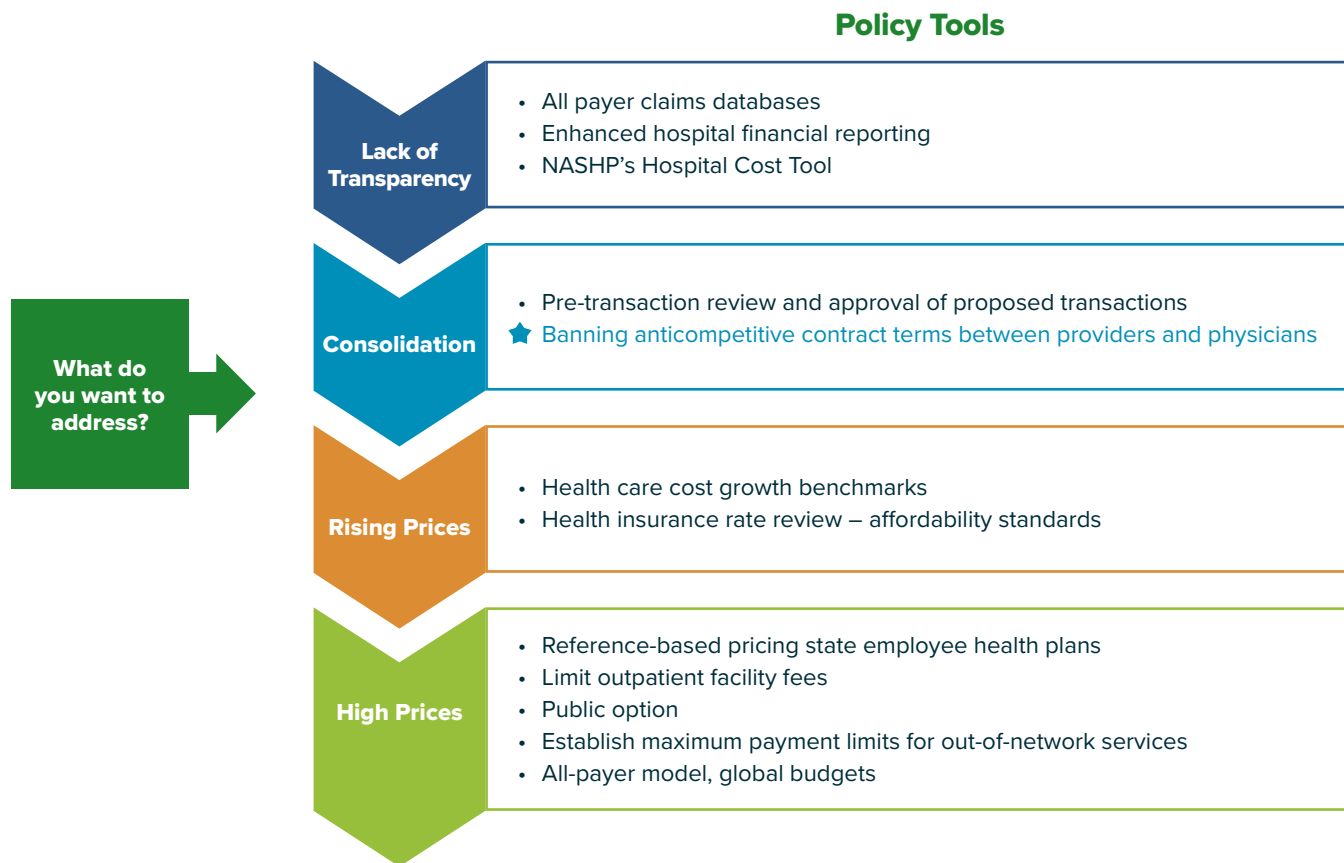 Policy Tools
What do
you want to
address?
Lack of
Transparency
• All payer claims databases
• Enhanced hospital financial reporting
• NASHP's Hospital Cost Tool
Consolidation
• Pre-transaction review and approval of proposed transactions
★ Banning anticompetitive contract terms between providers and physicians
Rising Prices
• Health care cost growth benchmarks
• Health insurance rate review – affordability standards
High Prices
• Reference-based pricing state employee health plans
• Limit outpatient facility fees
• Public option
• Establish maximum payment limits for out-of-network services
• All-payer model, global budgets